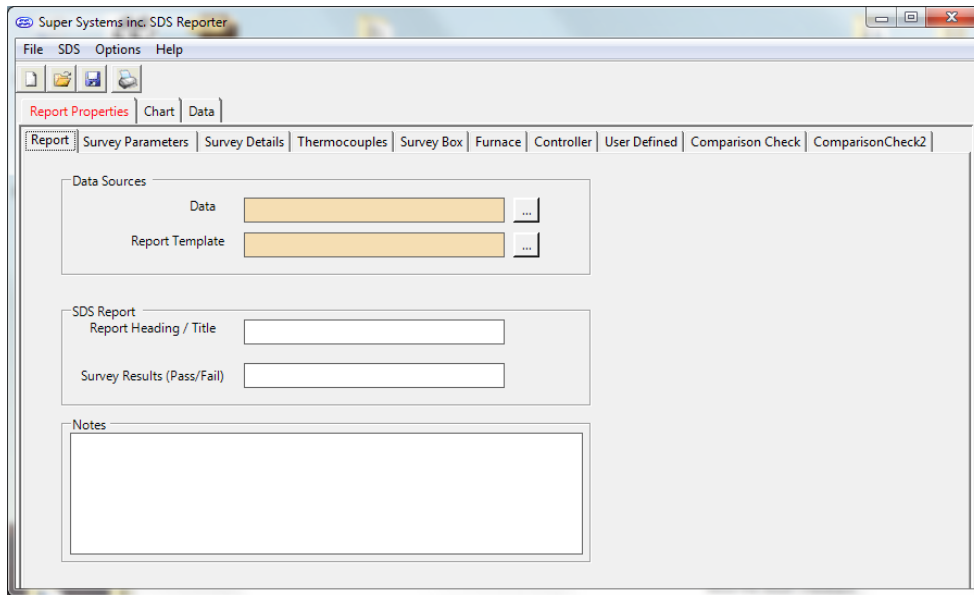 Super Systems inc. SDS Reporter
File SDS Options Help
Report Properties Chart Data
Report Survey Parameters Survey Details Thermocouples Survey Box Furnace Controller User Defined Comparison Check ComparisonCheck2
Data Sources
Data ...
Report Template ...
SDS Report
Report Heading / Title
Survey Results (Pass/Fail)
Notes